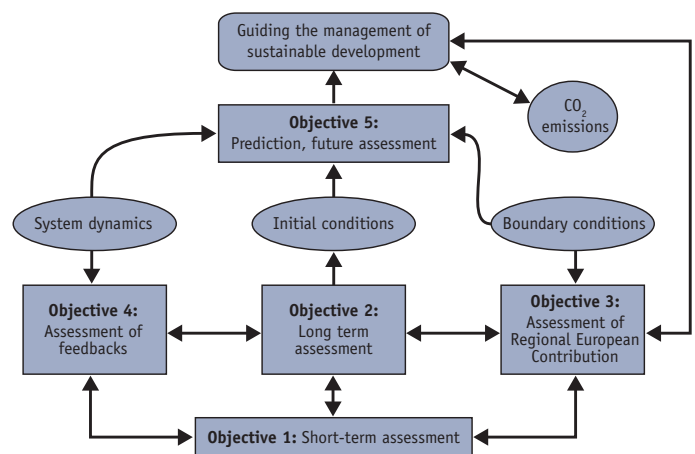 Guiding the management of
sustainable development
CO₂
emissions
Objective 5:
Prediction, future assessment
System dynamics
Initial conditions
Boundary conditions
Objective 4:
Assessment of
feedbacks
Objective 2:
Long term
assessment
Objective 3:
Assessment of
Regional European
Contribution
Objective 1: Short-term assessment